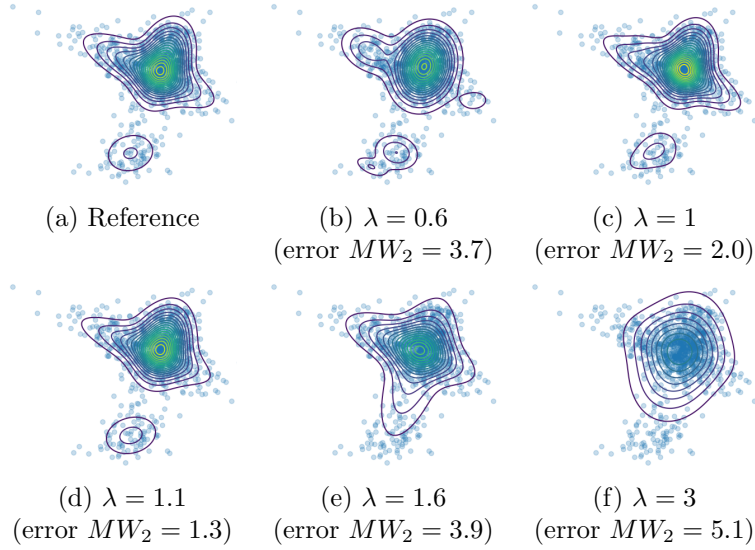 (a) Reference
(b) λ = 0.6
(error MW₂ = 3.7)
(c) λ = 1
(error MW₂ = 2.0)
(d) λ = 1.1
(error MW₂ = 1.3)
(e) λ = 1.6
(error MW₂ = 3.9)
(f) λ = 3
(error MW₂ = 5.1)